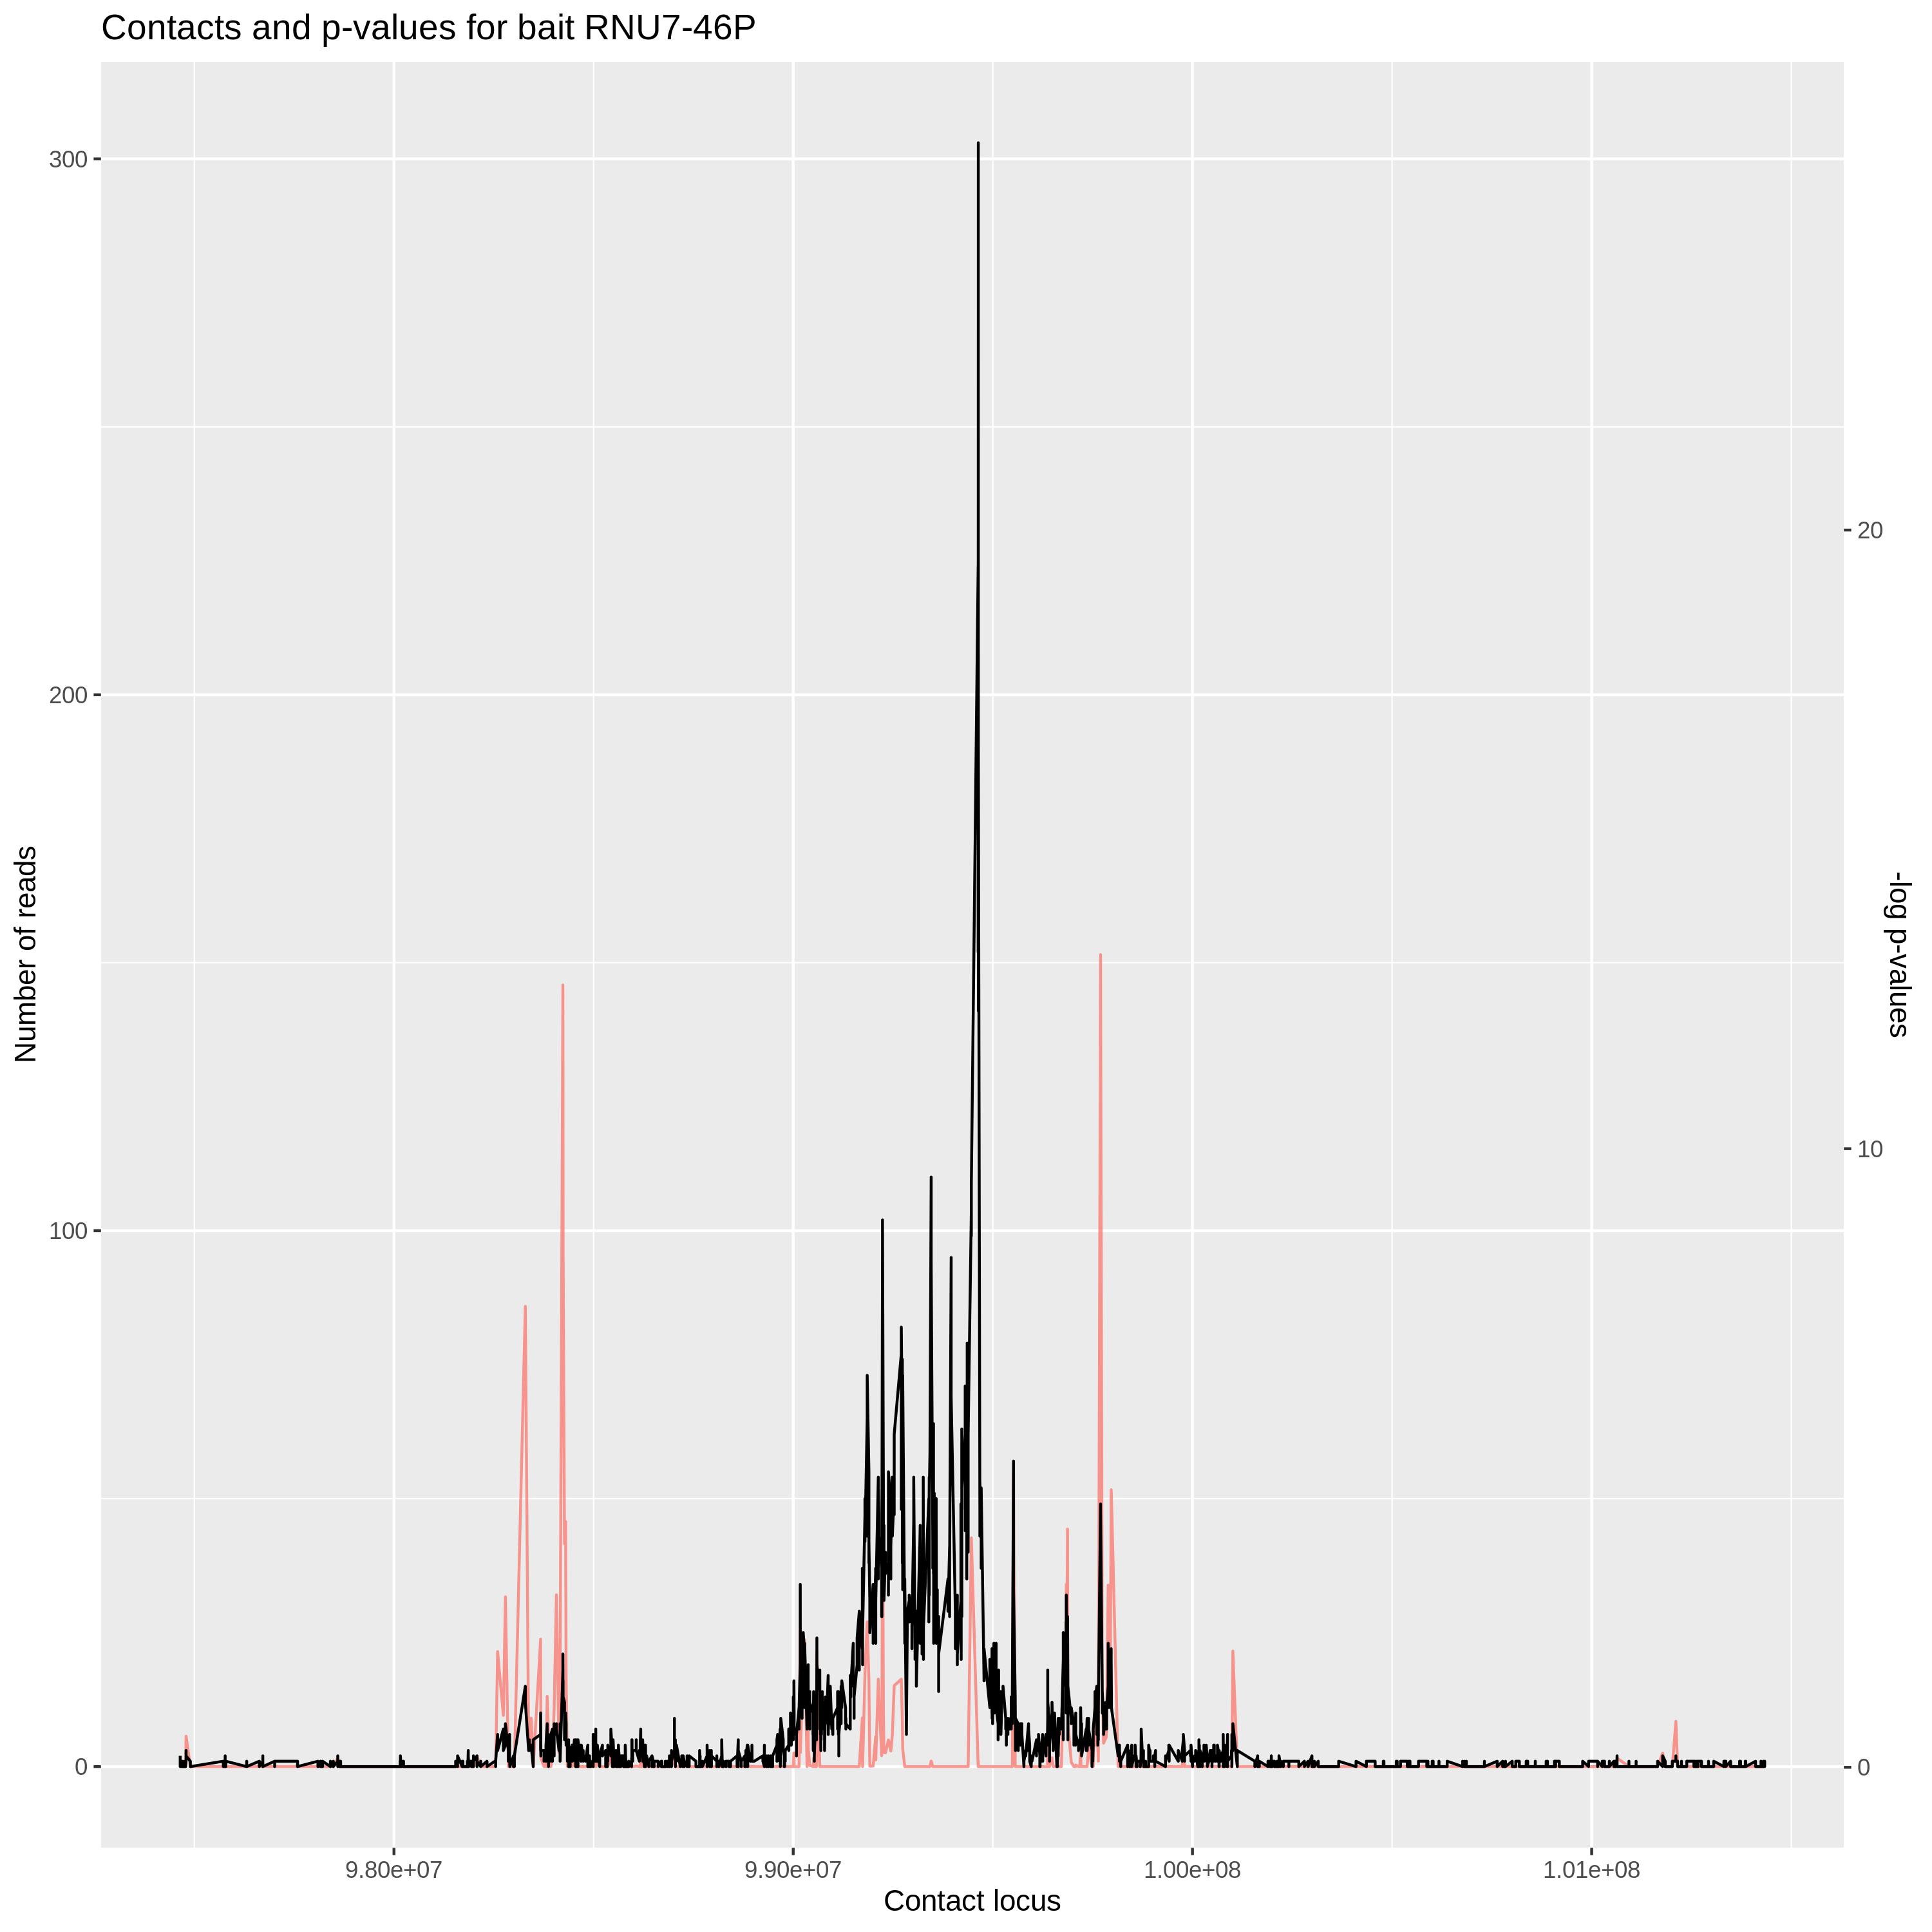 Contacts and p-values for bait RNU7-46P
300
200
100
0
Number of reads
20
10
0
-log p-values
9.80e+07 9.90e+07 1.00e+08 1.01e+08
Contact locus